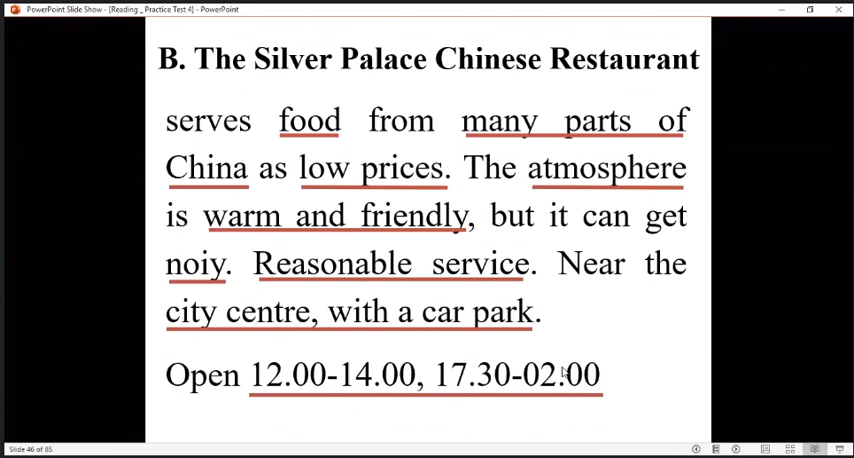 PowerPoint Slide Show - [Reading _ Practice Test 4] - PowerPoint
B. The Silver Palace Chinese Restaurant
serves food from many parts of
China as low prices. The atmosphere
is warm and friendly, but it can get
noiy. Reasonable service. Near the
city centre, with a car park.
Open 12.00-14.00, 17.30-02.00
Slide 46 of 85